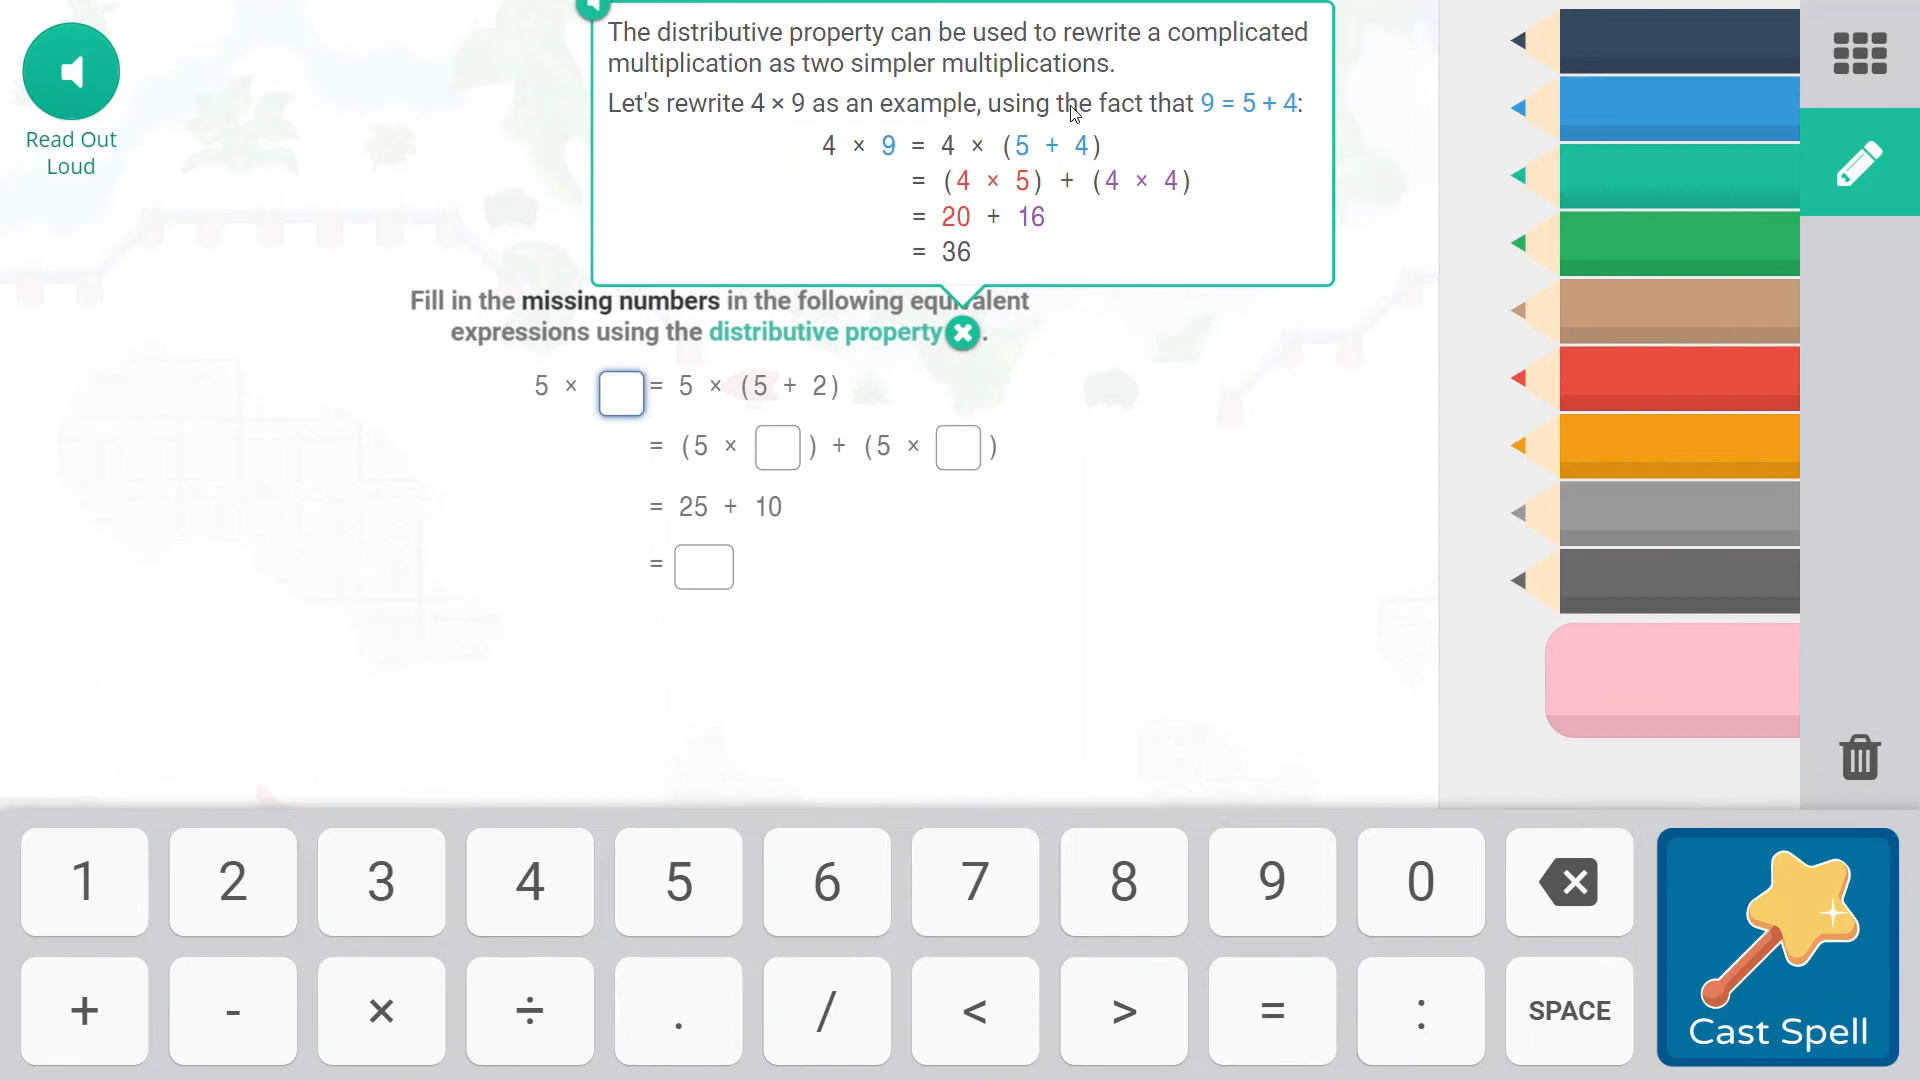 Read Out
Loud
The distributive property can be used to rewrite a complicated
multiplication as two simpler multiplications.
Let's rewrite 4 × 9 as an example, using the fact that 9 = 5 + 4:
4 × 9 = 4 × (5 + 4)
= (4 × 5) + (4 × 4)
= 20 + 16
= 36
Fill in the missing numbers in the following equivalent
expressions using the distributive property .
5 × = 5 × (5 + 2)
= (5 × ) + (5 × )
= 25 + 10
=
1 2 3 4 5 6 7 8 9 0
+ - × ÷ . / < > = : SPACE
Cast Spell